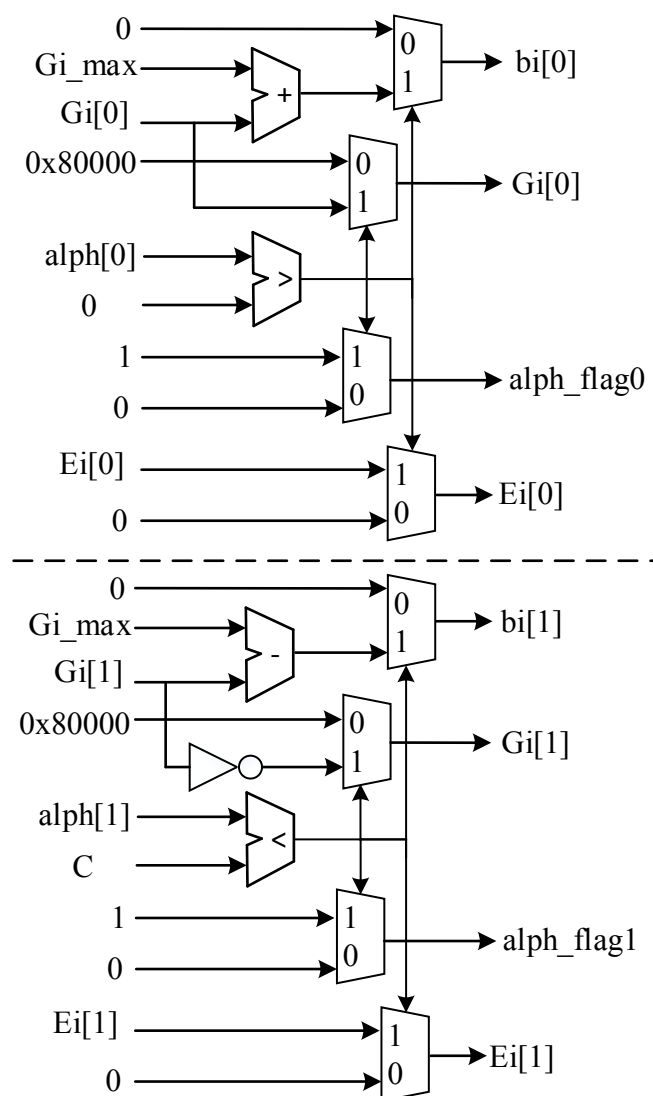 0
Gi_max
Gi[0]
+
0
1
bi[0]
0x80000
0
1
Gi[0]
alph[0]
0
>
1
0
1
0
alph_flag0
Ei[0]
0
1
0
Ei[0]
0
Gi_max
Gi[1]
-
0
1
bi[1]
0x80000
0
1
Gi[1]
alph[1]
C
<
1
0
1
0
alph_flag1
Ei[1]
0
1
0
Ei[1]